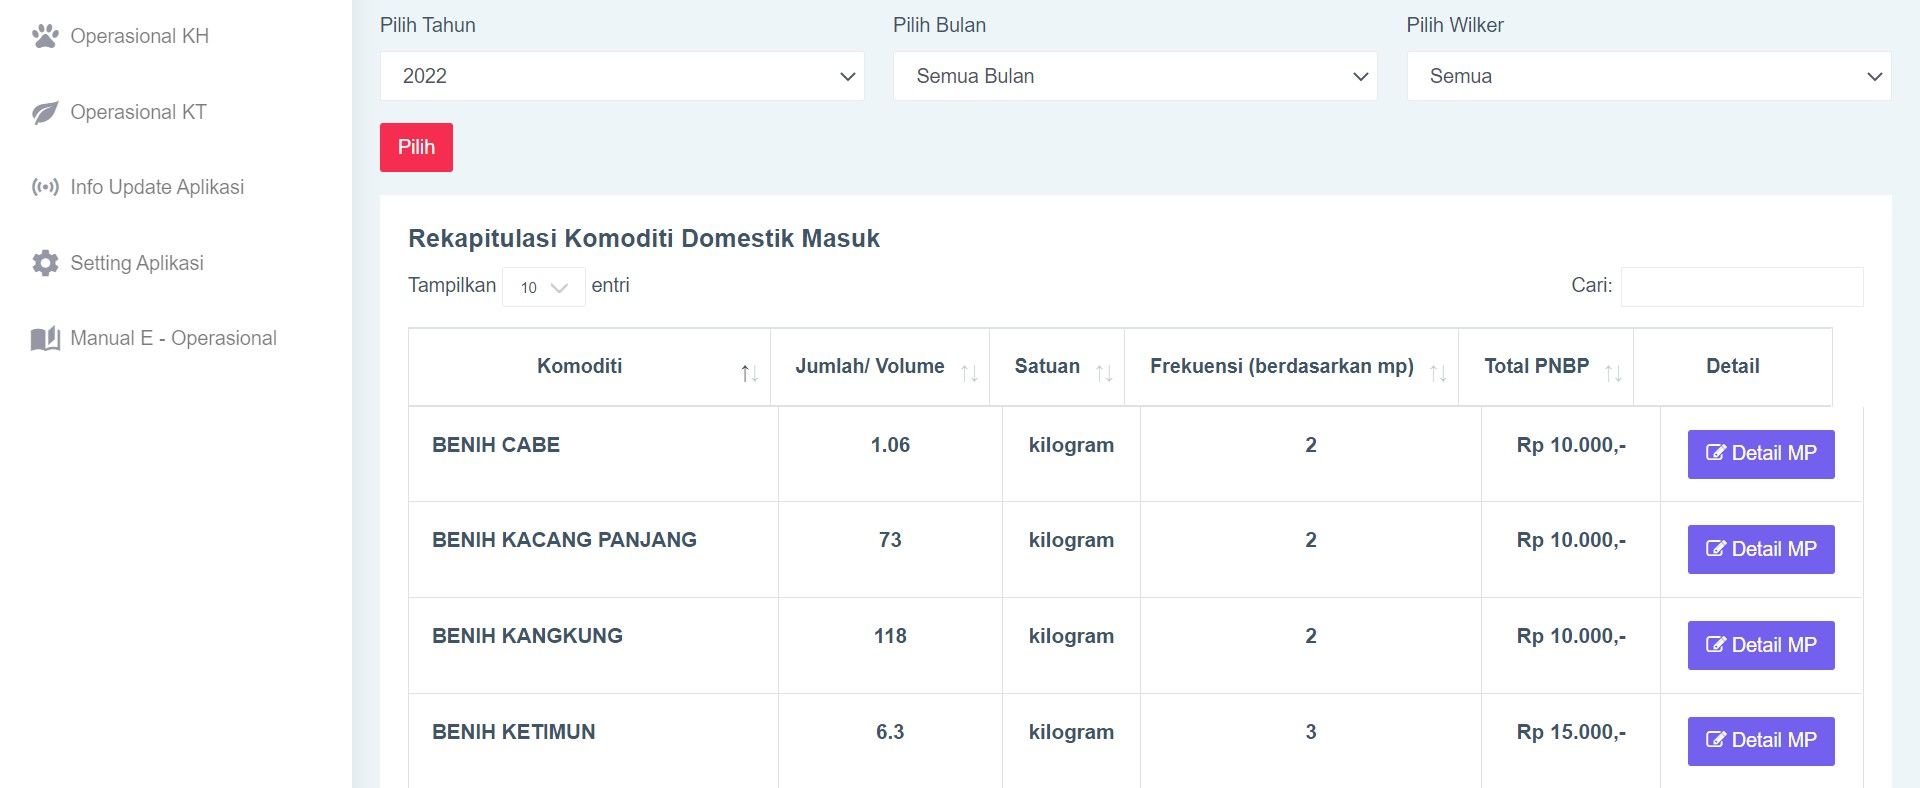 Operasional KH
Operasional KT
Info Update Aplikasi
Setting Aplikasi
Manual E - Operasional
Pilih Tahun
2022
Pilih Bulan
Semua Bulan
Pilih Wilker
Semua
Pilih
Rekapitulasi Komoditi Domestik Masuk
Tampilkan 10 entri
Cari:
Komoditi Jumlah/ Volume Satuan Frekuensi (berdasarkan mp) Total PNBP Detail
BENIH CABE 1.06 kilogram 2 Rp 10.000,- Detail MP
BENIH KACANG PANJANG 73 kilogram 2 Rp 10.000,- Detail MP
BENIH KANGKUNG 118 kilogram 2 Rp 10.000,- Detail MP
BENIH KETIMUN 6.3 kilogram 3 Rp 15.000,- Detail MP